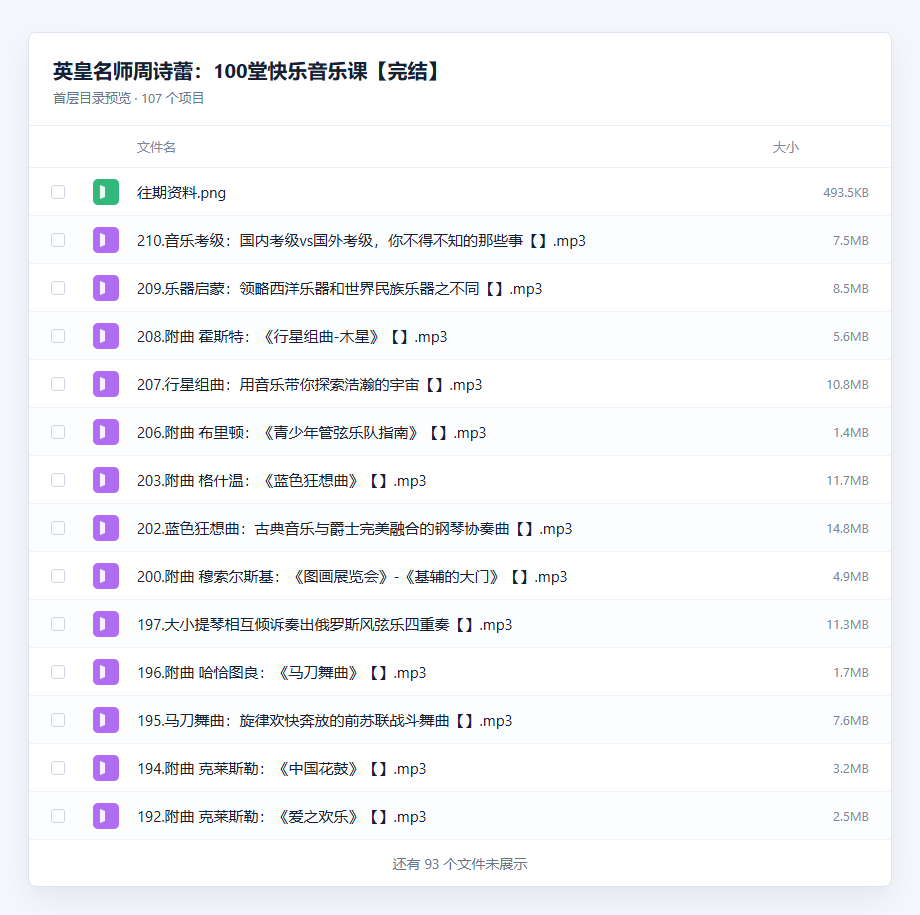 英皇名师周诗蕾：100堂快乐音乐课【完结】
首层目录预览 · 107 个项目
文件名 大小
往期资料.png 493.5KB
210.音乐考级：国内考级vs国外考级，你不得不知的那些事【】.mp3 7.5MB
209.乐器启蒙：领略西洋乐器和世界民族乐器之不同【】.mp3 8.5MB
208.附曲 霍斯特：《行星组曲-木星》【】.mp3 5.6MB
207.行星组曲：用音乐带你探索浩瀚的宇宙【】.mp3 10.8MB
206.附曲 布里顿：《青少年管弦乐队指南》【】.mp3 1.4MB
203.附曲 格什温：《蓝色狂想曲》【】.mp3 11.7MB
202.蓝色狂想曲：古典音乐与爵士完美融合的钢琴协奏曲【】.mp3 14.8MB
200.附曲 穆索尔斯基：《图画展览会》-《基辅的大门》【】.mp3 4.9MB
197.大小提琴相互倾诉奏出俄罗斯风弦乐四重奏【】.mp3 11.3MB
196.附曲 哈恰图良：《马刀舞曲》【】.mp3 1.7MB
195.马刀舞曲：旋律欢快奔放的前苏联战斗舞曲【】.mp3 7.6MB
194.附曲 克莱斯勒：《中国花鼓》【】.mp3 3.2MB
192.附曲 克莱斯勒：《爱之欢乐》【】.mp3 2.5MB
还有 93 个文件未展示